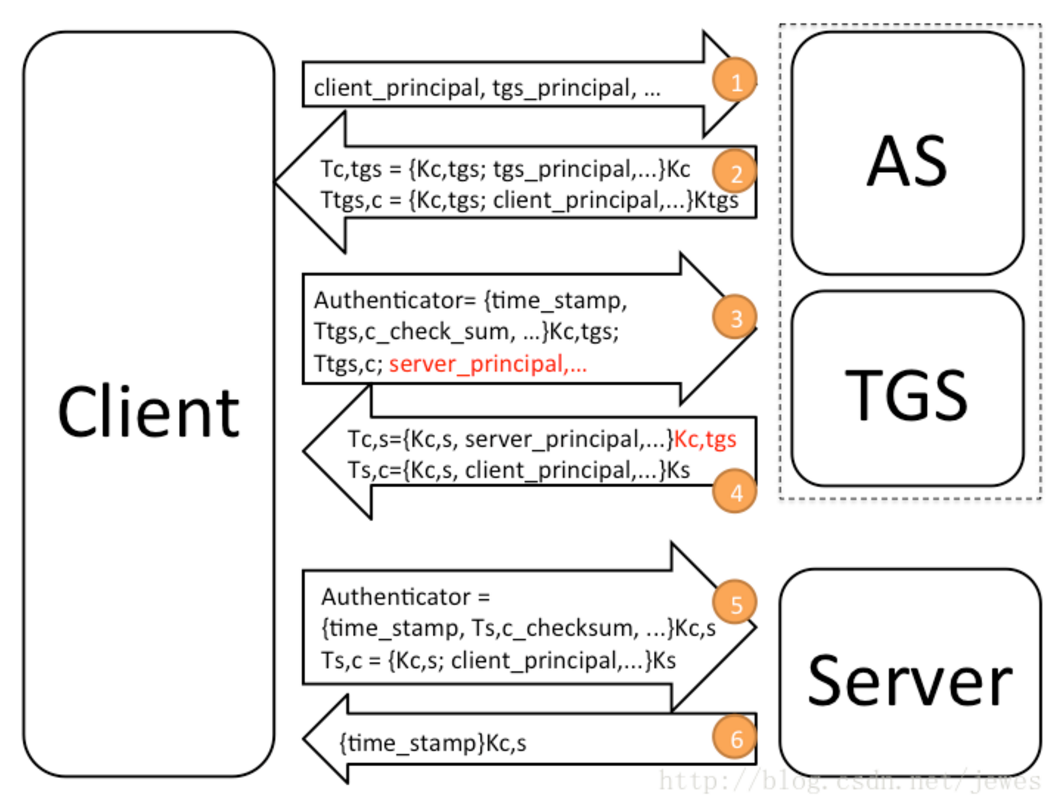 Client
client_principal, tgs_principal, ...
1
Tc,tgs = {Kc,tgs; tgs_principal,...}Kc
2
Ttgs,c = {Kc,tgs; client_principal,...}Ktgs
Authenticator= {time_stamp,
3
Ttgs,c_check_sum, ...}Kc,tgs;
Ttgs,c; server_principal,...
Tc,s={Kc,s, server_principal,...}Kc,tgs
Ts,c={Kc,s, client_principal,...}Ks
4
Authenticator =
5
{time_stamp, Ts,c_checksum, ...}Kc,s
Ts,c = {Kc,s; client_principal,...}Ks
{time_stamp}Kc,s
6
AS
TGS
Server
http://blog.csdn.net/jewes